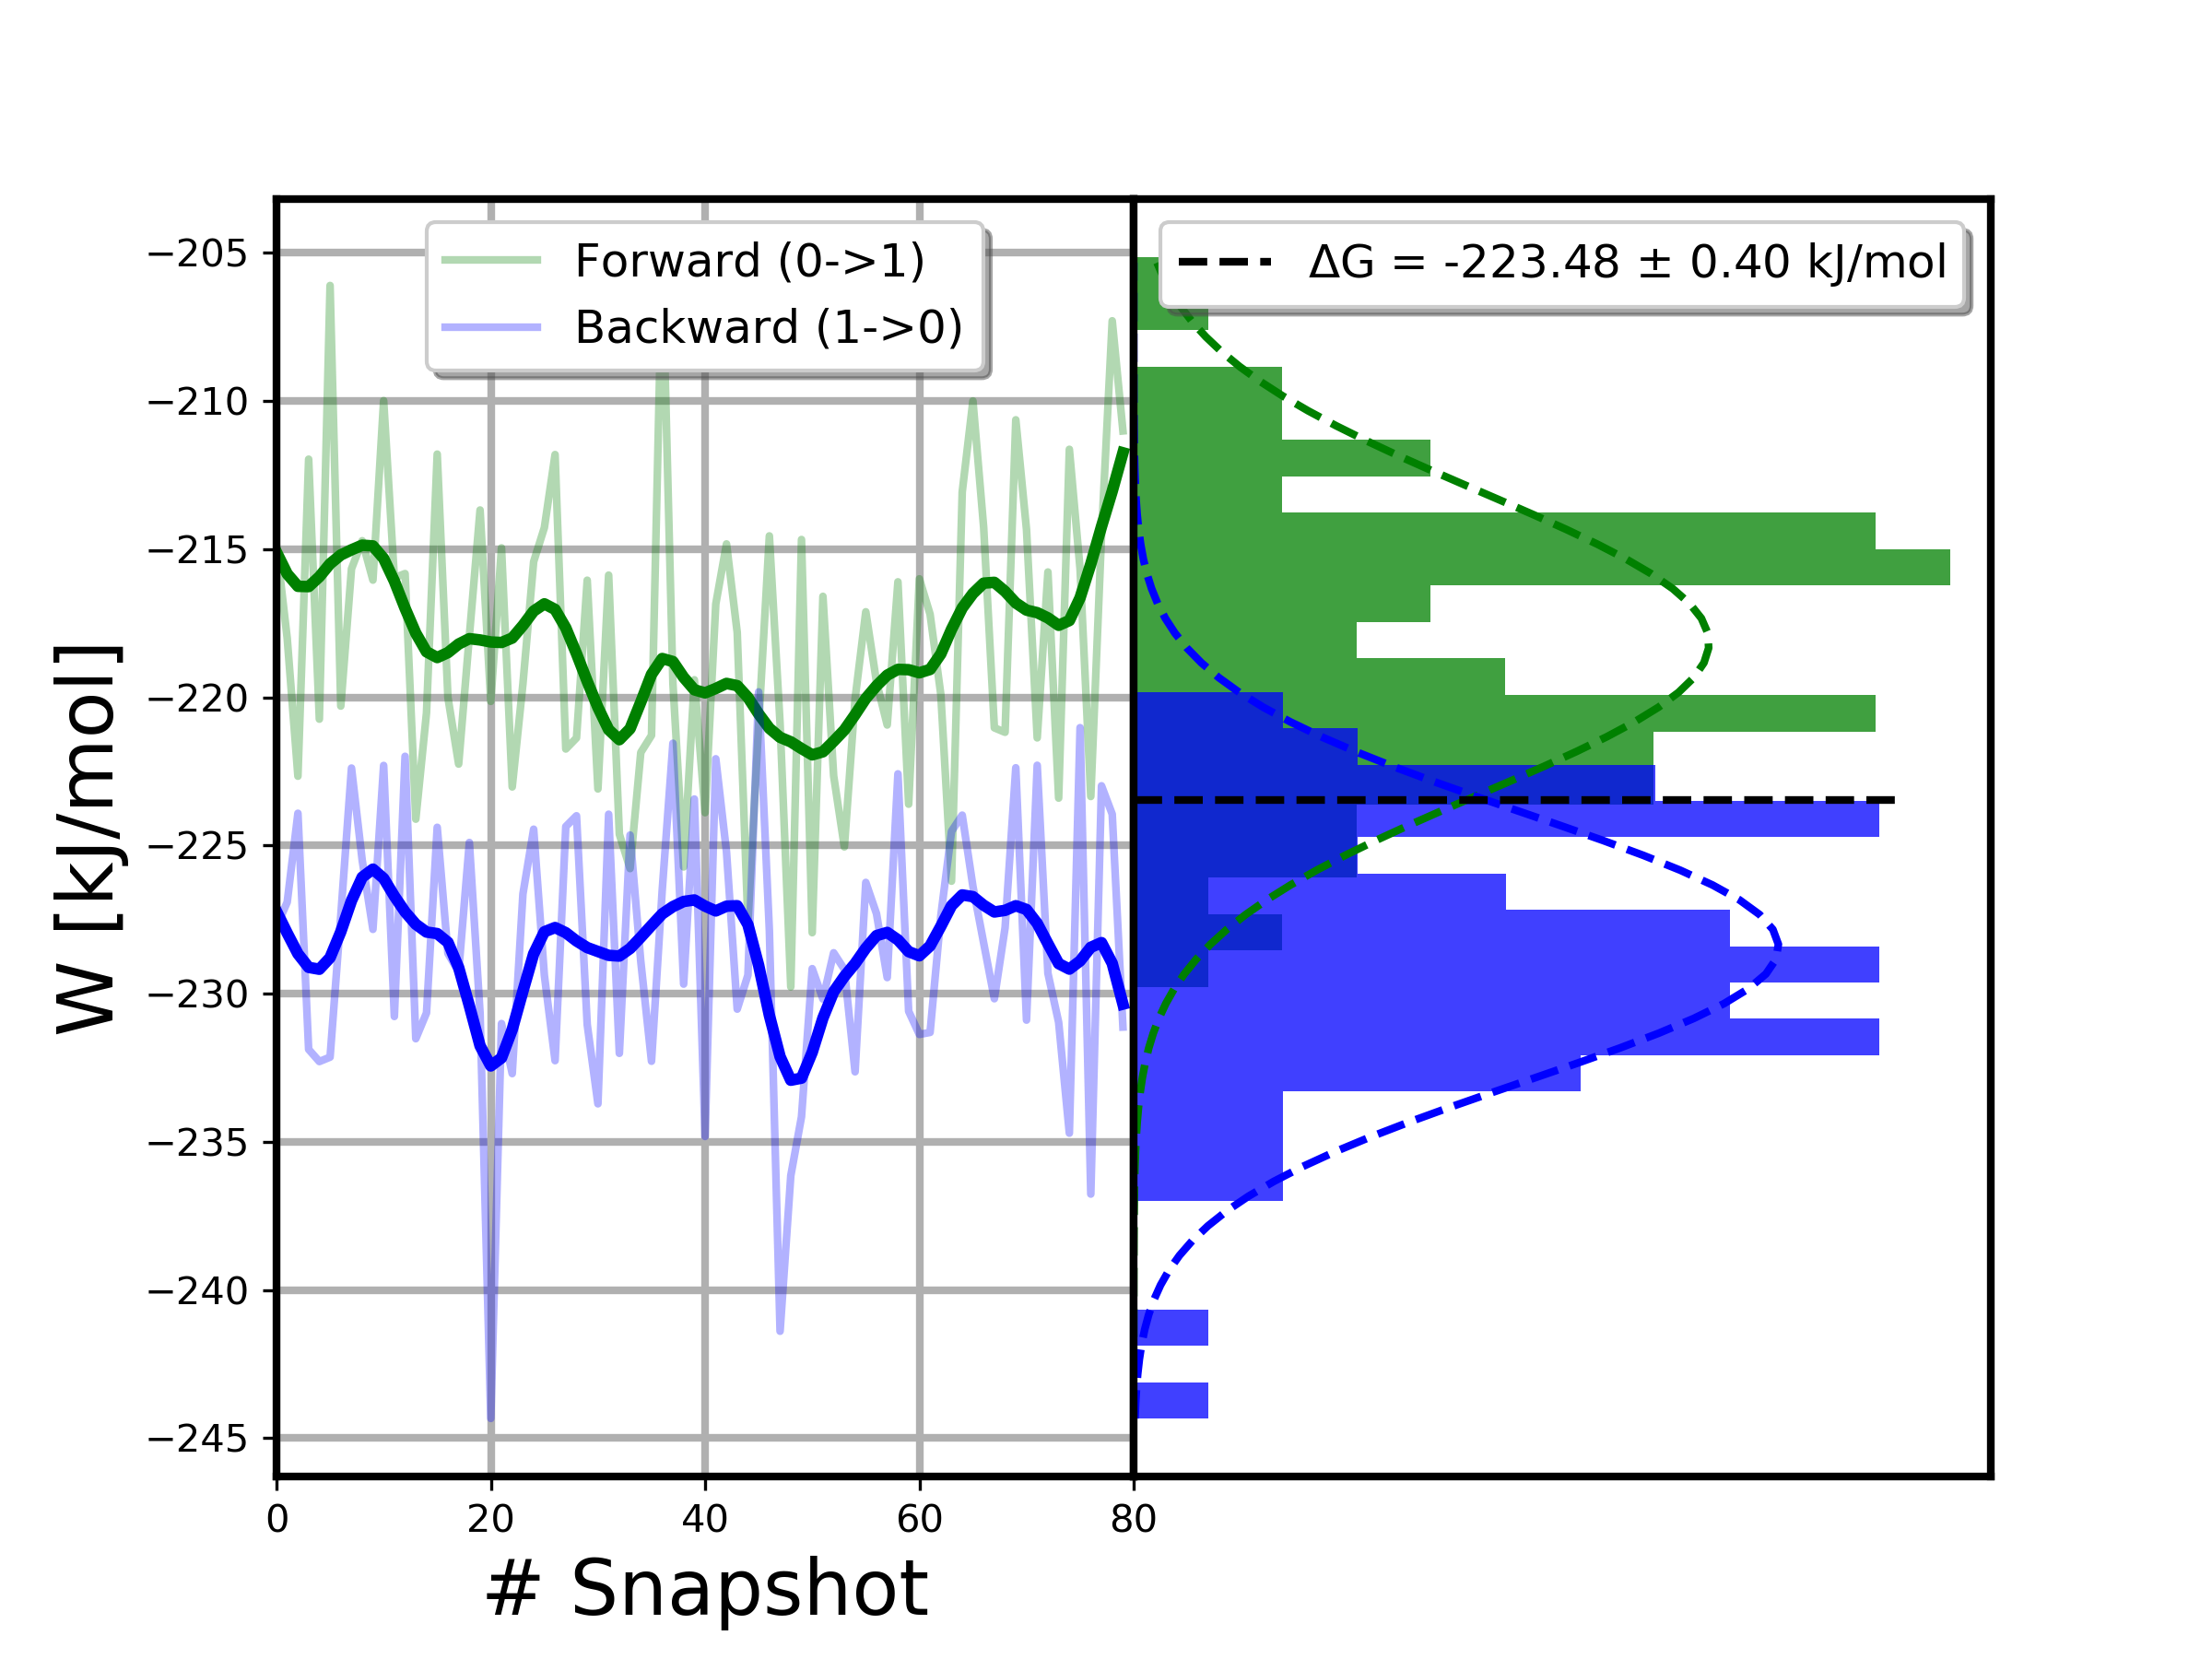 Forward (0->1)
Backward (1->0)
ΔG = -223.48 ± 0.40 kJ/mol
W [kJ/mol]
−205
−210
−215
−220
−225
−230
−235
−240
−245
0 20 40 60 80
# Snapshot